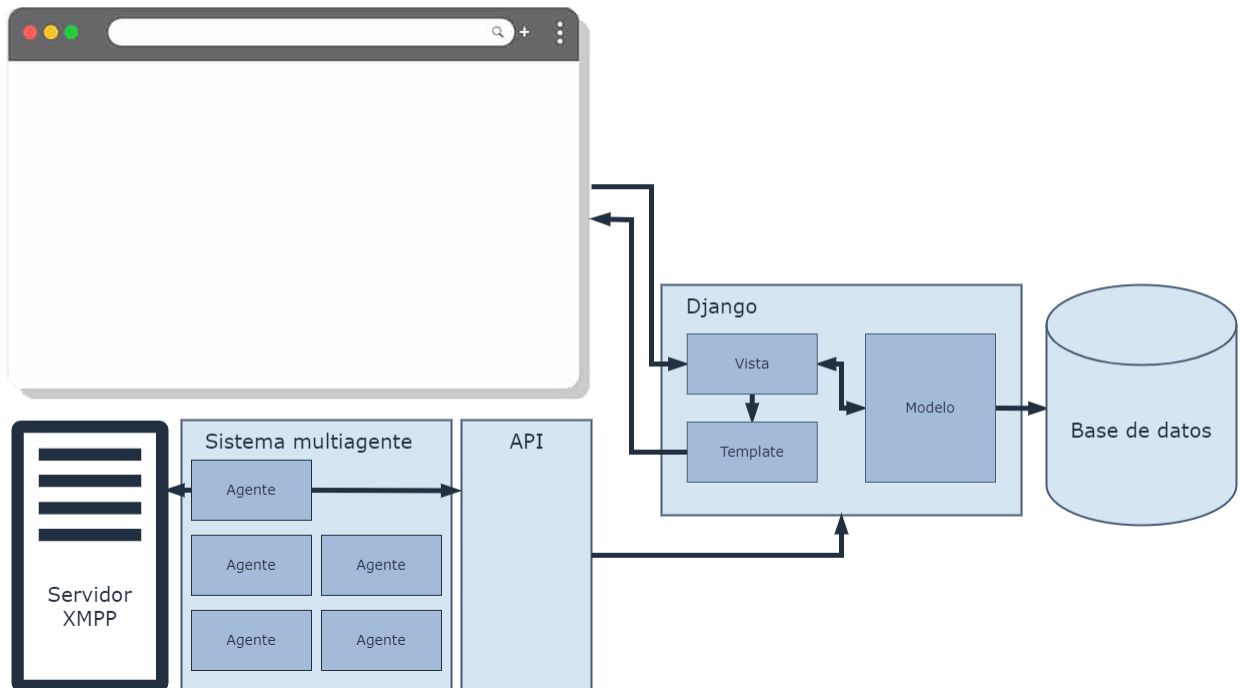 Django
Vista
Modelo
Template
Base de datos
Sistema multiagente
API
Agente
Agente
Agente
Agente
Agente
Servidor
XMPP